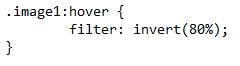 .image1:hover {
        filter: invert(80%);
}